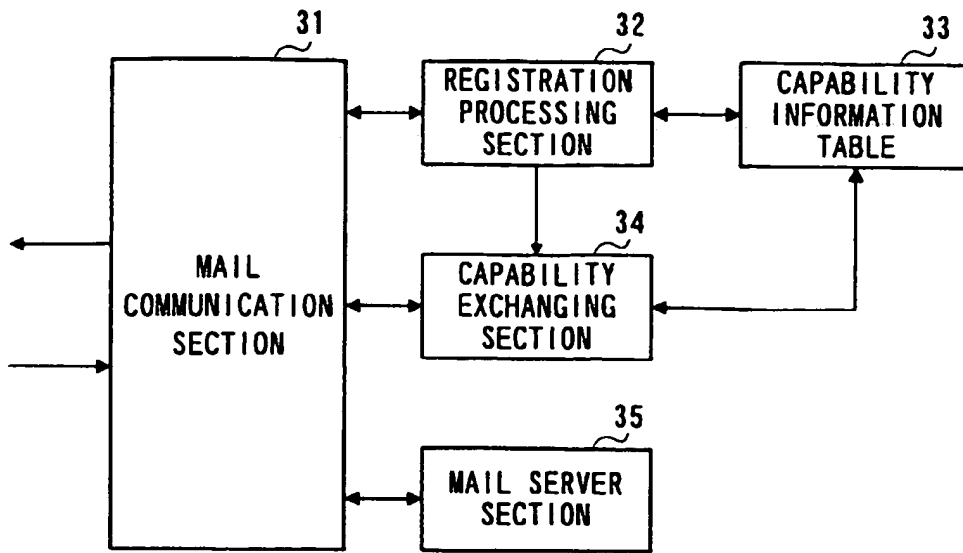 31
32
33
REGISTRATION
PROCESSING
SECTION
CAPABILITY
INFORMATION
TABLE
34
MAIL
COMMUNICATION
SECTION
CAPABILITY
EXCHANGING
SECTION
35
MAIL SERVER
SECTION